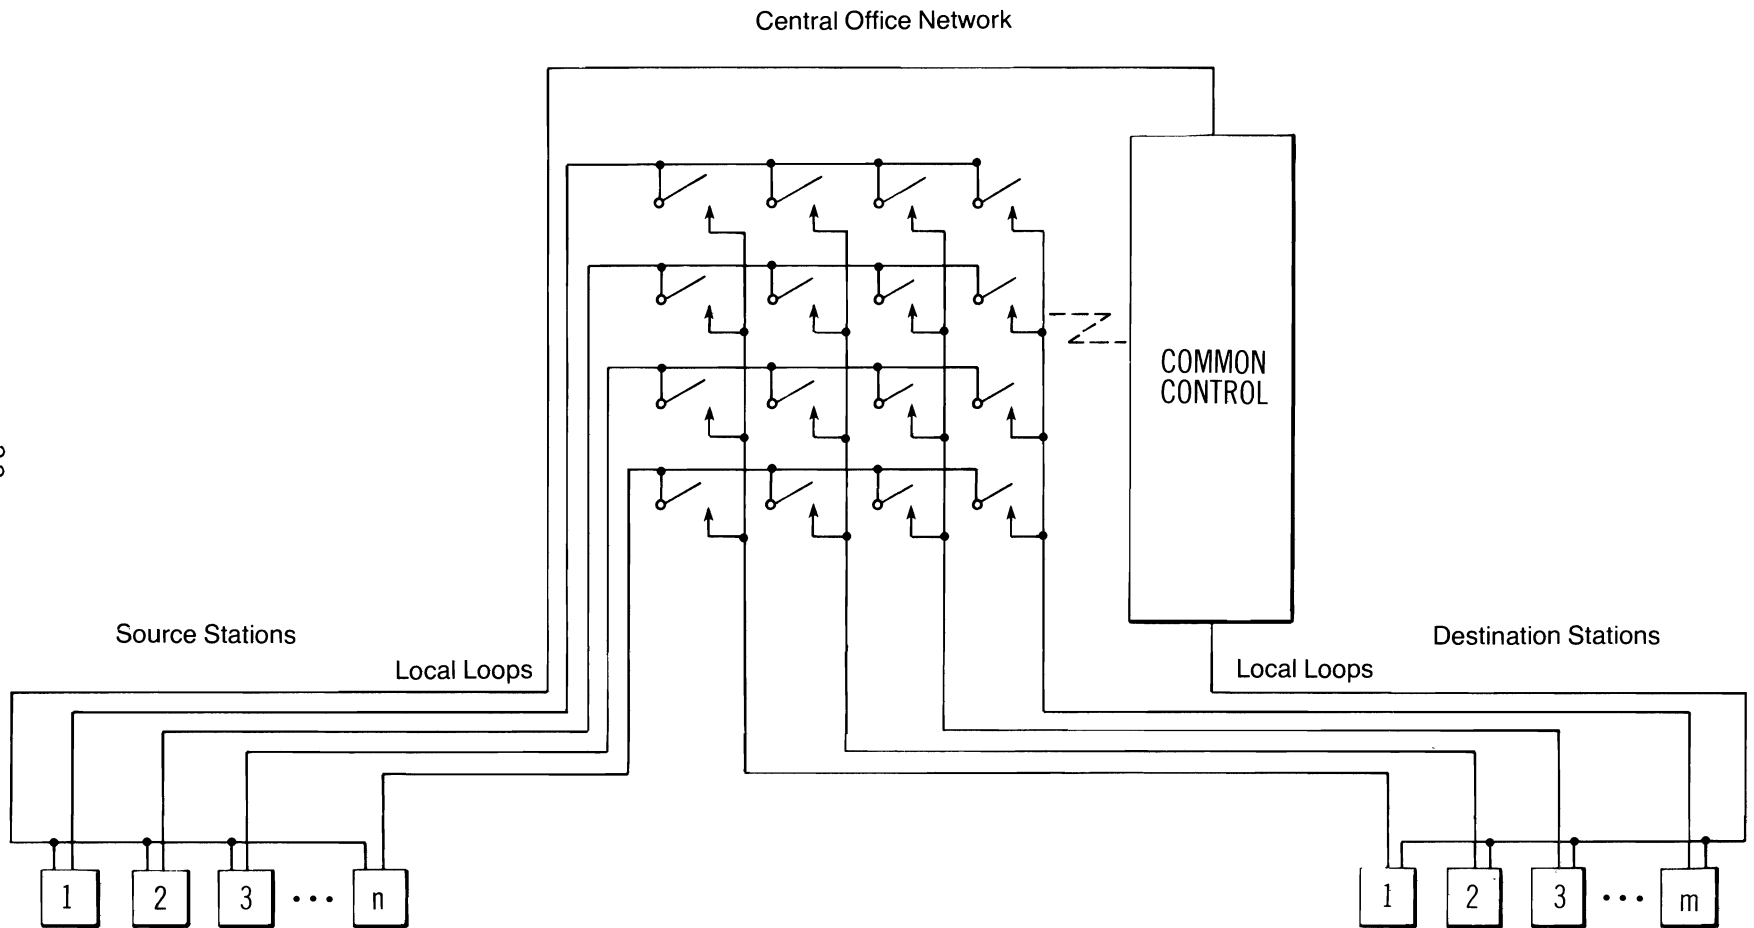 Central Office Network
COMMON
CONTROL
Source Stations
Destination Stations
Local Loops
Local Loops
1 2 3 ••• n
1 2 3 ••• m